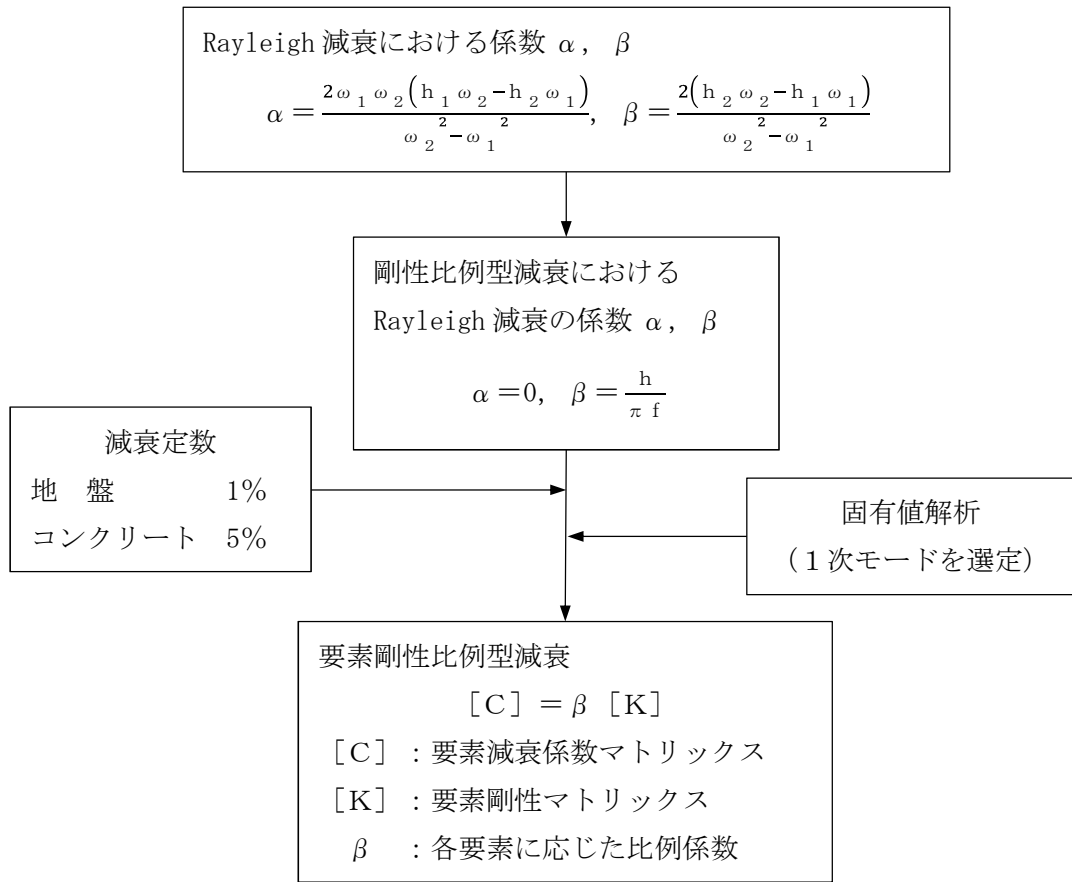 Rayleigh 減衰における係数 α, β
α=2ω1ω2(h1ω2-h2ω1)/(ω2²-ω1²), β=2(h2ω2-h1ω1)/(ω2²-ω1²)
剛性比例型減衰における
Rayleigh 減衰の係数 α, β
α=0, β=h/πf
減衰定数
地 盤 1%
コンクリート 5%
固有値解析
(1次モードを選定)
要素剛性比例型減衰
[C]=β[K]
[C]:要素減衰係数マトリックス
[K]:要素剛性マトリックス
β :各要素に応じた比例係数